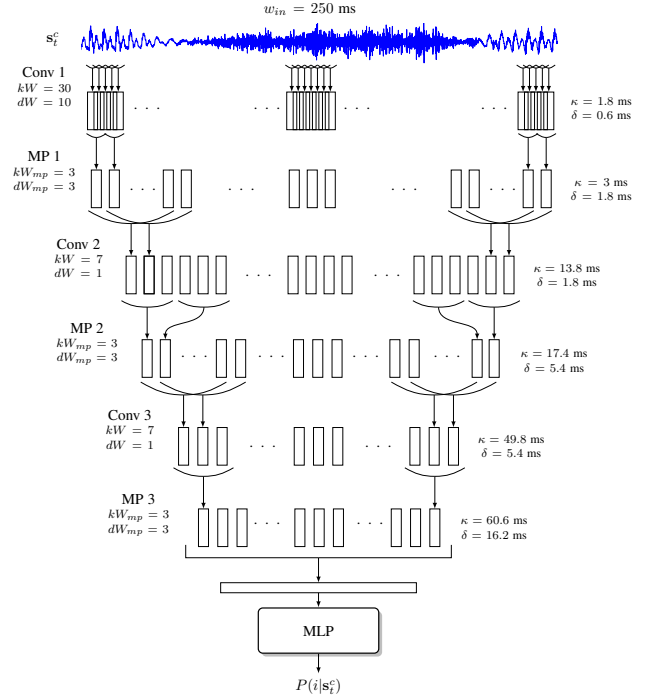 w_in = 250 ms
s_t^c
Conv 1
kW = 30
dW = 10
. . .
. . .
. . .
. . .
κ = 1.8 ms
δ = 0.6 ms
MP 1
kW_mp = 3
dW_mp = 3
. . .
. . .
. . .
. . .
κ = 3 ms
δ = 1.8 ms
Conv 2
kW = 7
dW = 1
. . .
. . .
κ = 13.8 ms
δ = 1.8 ms
MP 2
kW_mp = 3
dW_mp = 3
. . .
. . .
. . .
. . .
κ = 17.4 ms
δ = 5.4 ms
Conv 3
kW = 7
dW = 1
. . .
. . .
κ = 49.8 ms
δ = 5.4 ms
MP 3
kW_mp = 3
dW_mp = 3
. . .
. . .
κ = 60.6 ms
δ = 16.2 ms
MLP
P(i|s_t^c)